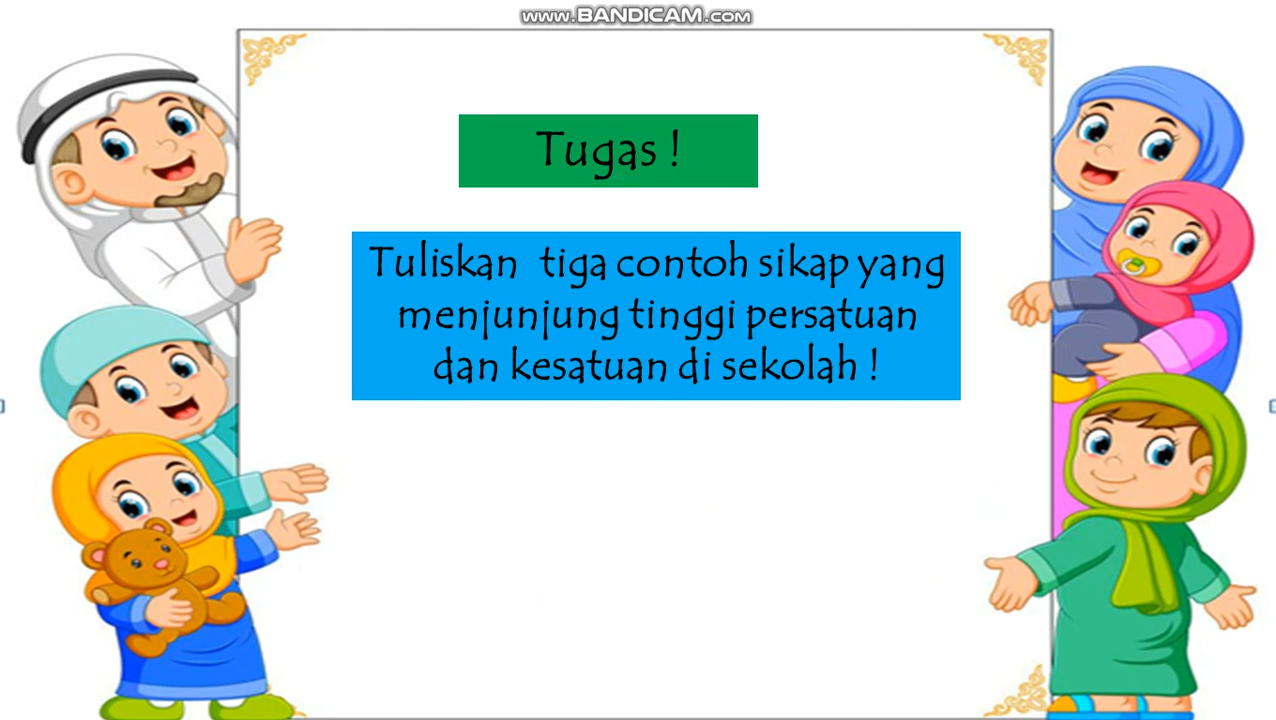 www.BANDICAM.com
Tugas !
Tuliskan tiga contoh sikap yang
menjunjung tinggi persatuan
dan kesatuan di sekolah !